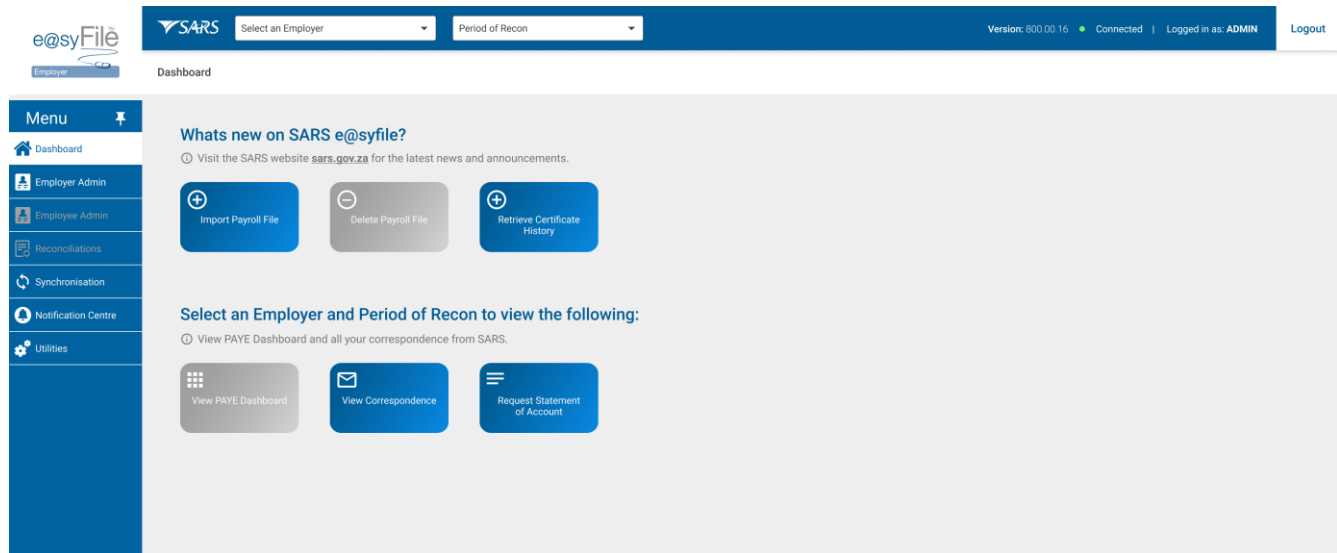 e@syFile™
Employer
SARS
Select an Employer
Period of Recon
Version: 800.00.16 Connected | Logged in as: ADMIN
Logout
Dashboard
Menu
Dashboard
Employer Admin
Employee Admin
Reconciliations
Synchronisation
Notification Centre
Utilities
Whats new on SARS e@syfile?
Visit the SARS website sars.gov.za for the latest news and announcements.
Import Payroll File
Delete Payroll File
Retrieve Certificate
History
Select an Employer and Period of Recon to view the following:
View PAYE Dashboard and all your correspondence from SARS.
View PAYE Dashboard
View Correspondence
Request Statement
of Account